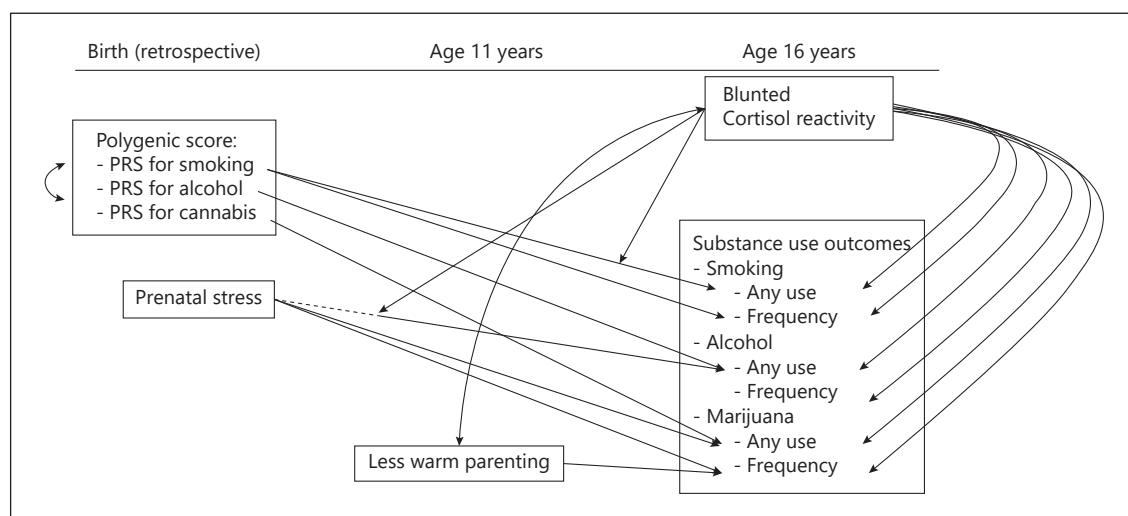 Birth (retrospective) Age 11 years Age 16 years
Blunted
Cortisol reactivity
Polygenic score:
- PRS for smoking
- PRS for alcohol
- PRS for cannabis
Prenatal stress
Less warm parenting
Substance use outcomes
- Smoking
- Any use
- Frequency
- Alcohol
- Any use
- Frequency
- Marijuana
- Any use
- Frequency